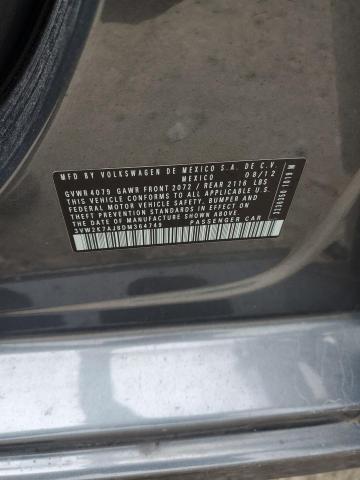 MFD BY VOLKSWAGEN DE MEXICO S.A. DE C.V.
MEXICO 08/12
GVWR 4079 GAWR FRONT 2072 / REAR 2116 LBS
THIS VEHICLE CONFORMS TO ALL APPLICABLE U.S.
FEDERAL MOTOR VEHICLE SAFETY, BUMPER, AND
THEFT PREVENTION STANDARDS IN EFFECT ON
THE DATE OF MANUFACTURE SHOWN ABOVE.
3VW2K7AJ8DM364749 PASSENGER CAR